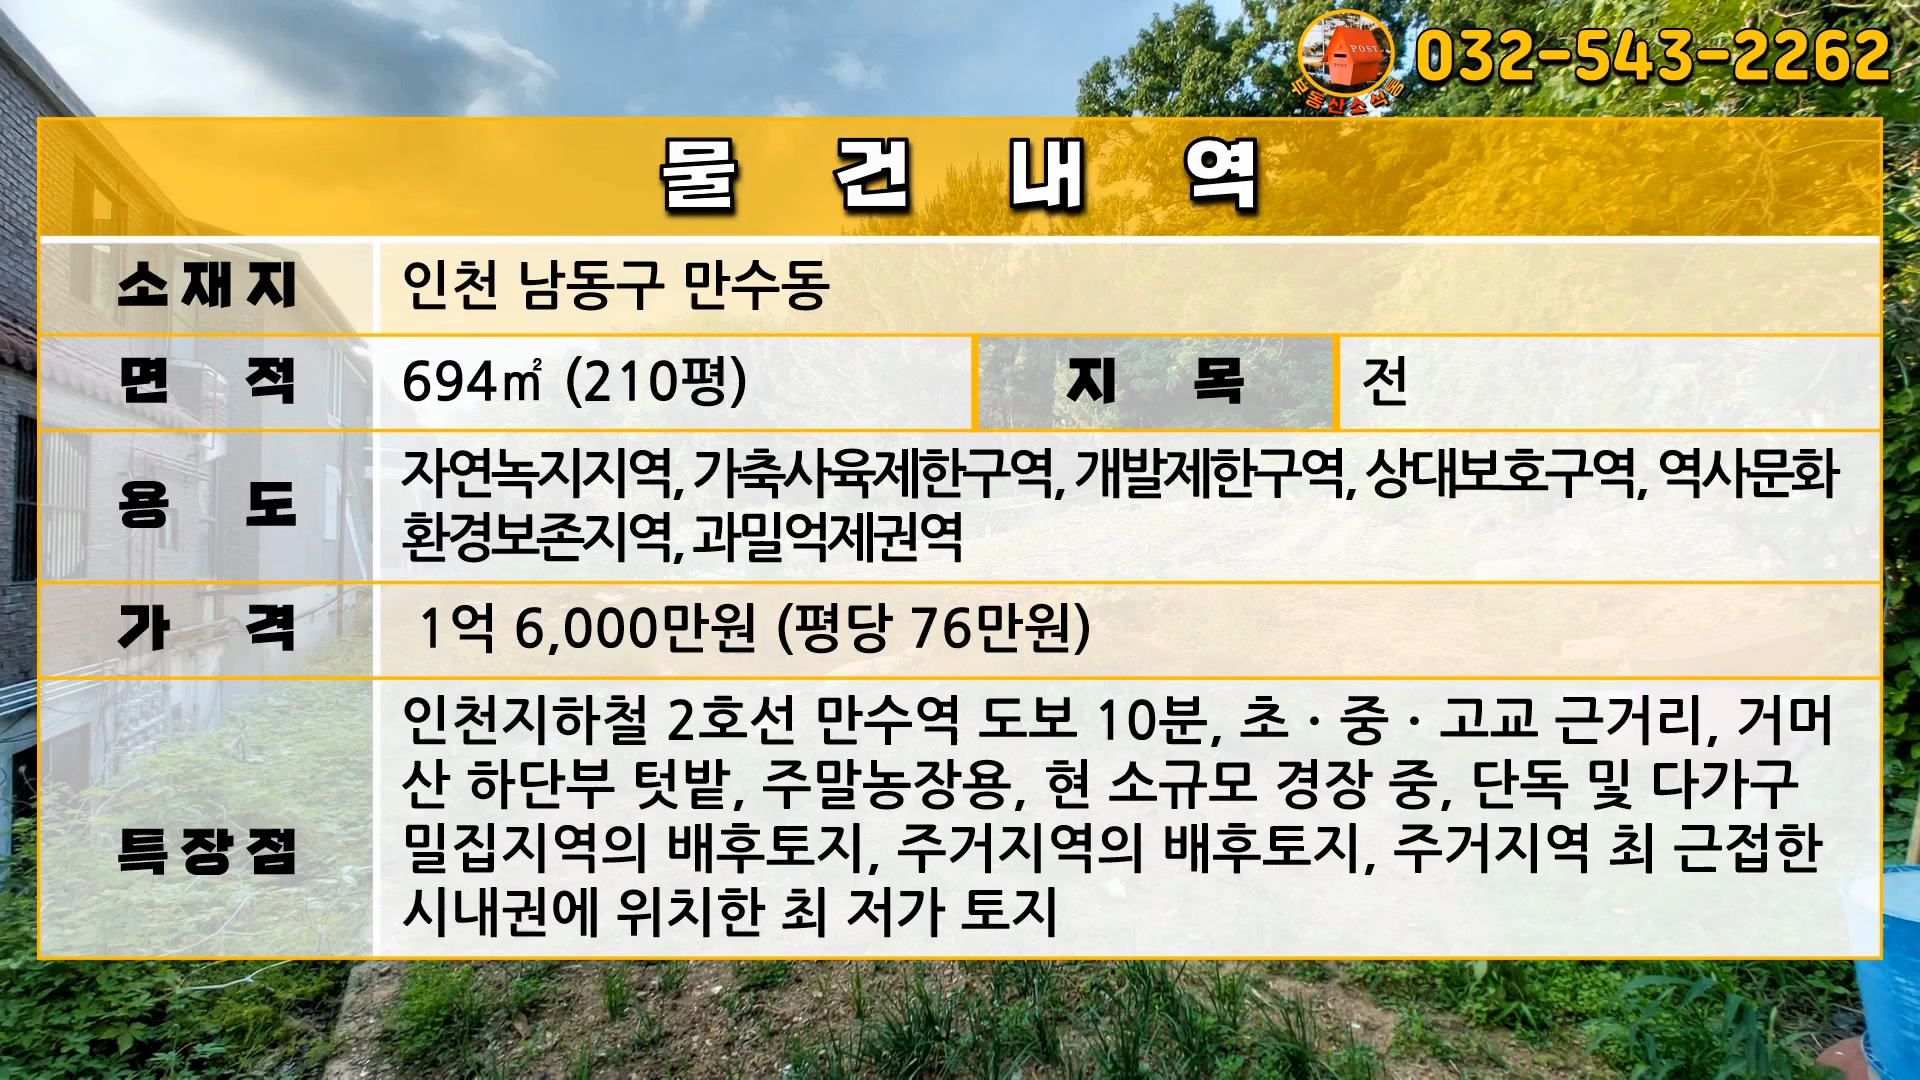 POST
POST
부동산소식통
032-543-2262
물건내역
소재지
인천 남동구 만수동
면적
694㎡ (210평)
지목
전
용도
자연녹지지역, 가축사육제한구역, 개발제한구역, 상대보호구역, 역사문화
환경보존지역, 과밀억제권역
가격
1억 6,000만원 (평당 76만원)
특장점
인천지하철 2호선 만수역 도보 10분, 초 · 중 · 고교 근거리, 거머
산 하단부 텃밭, 주말농장용, 현 소규모 경장 중, 단독 및 다가구
밀집지역의 배후토지, 주거지역의 배후토지, 주거지역 최 근접한
시내권에 위치한 최 저가 토지